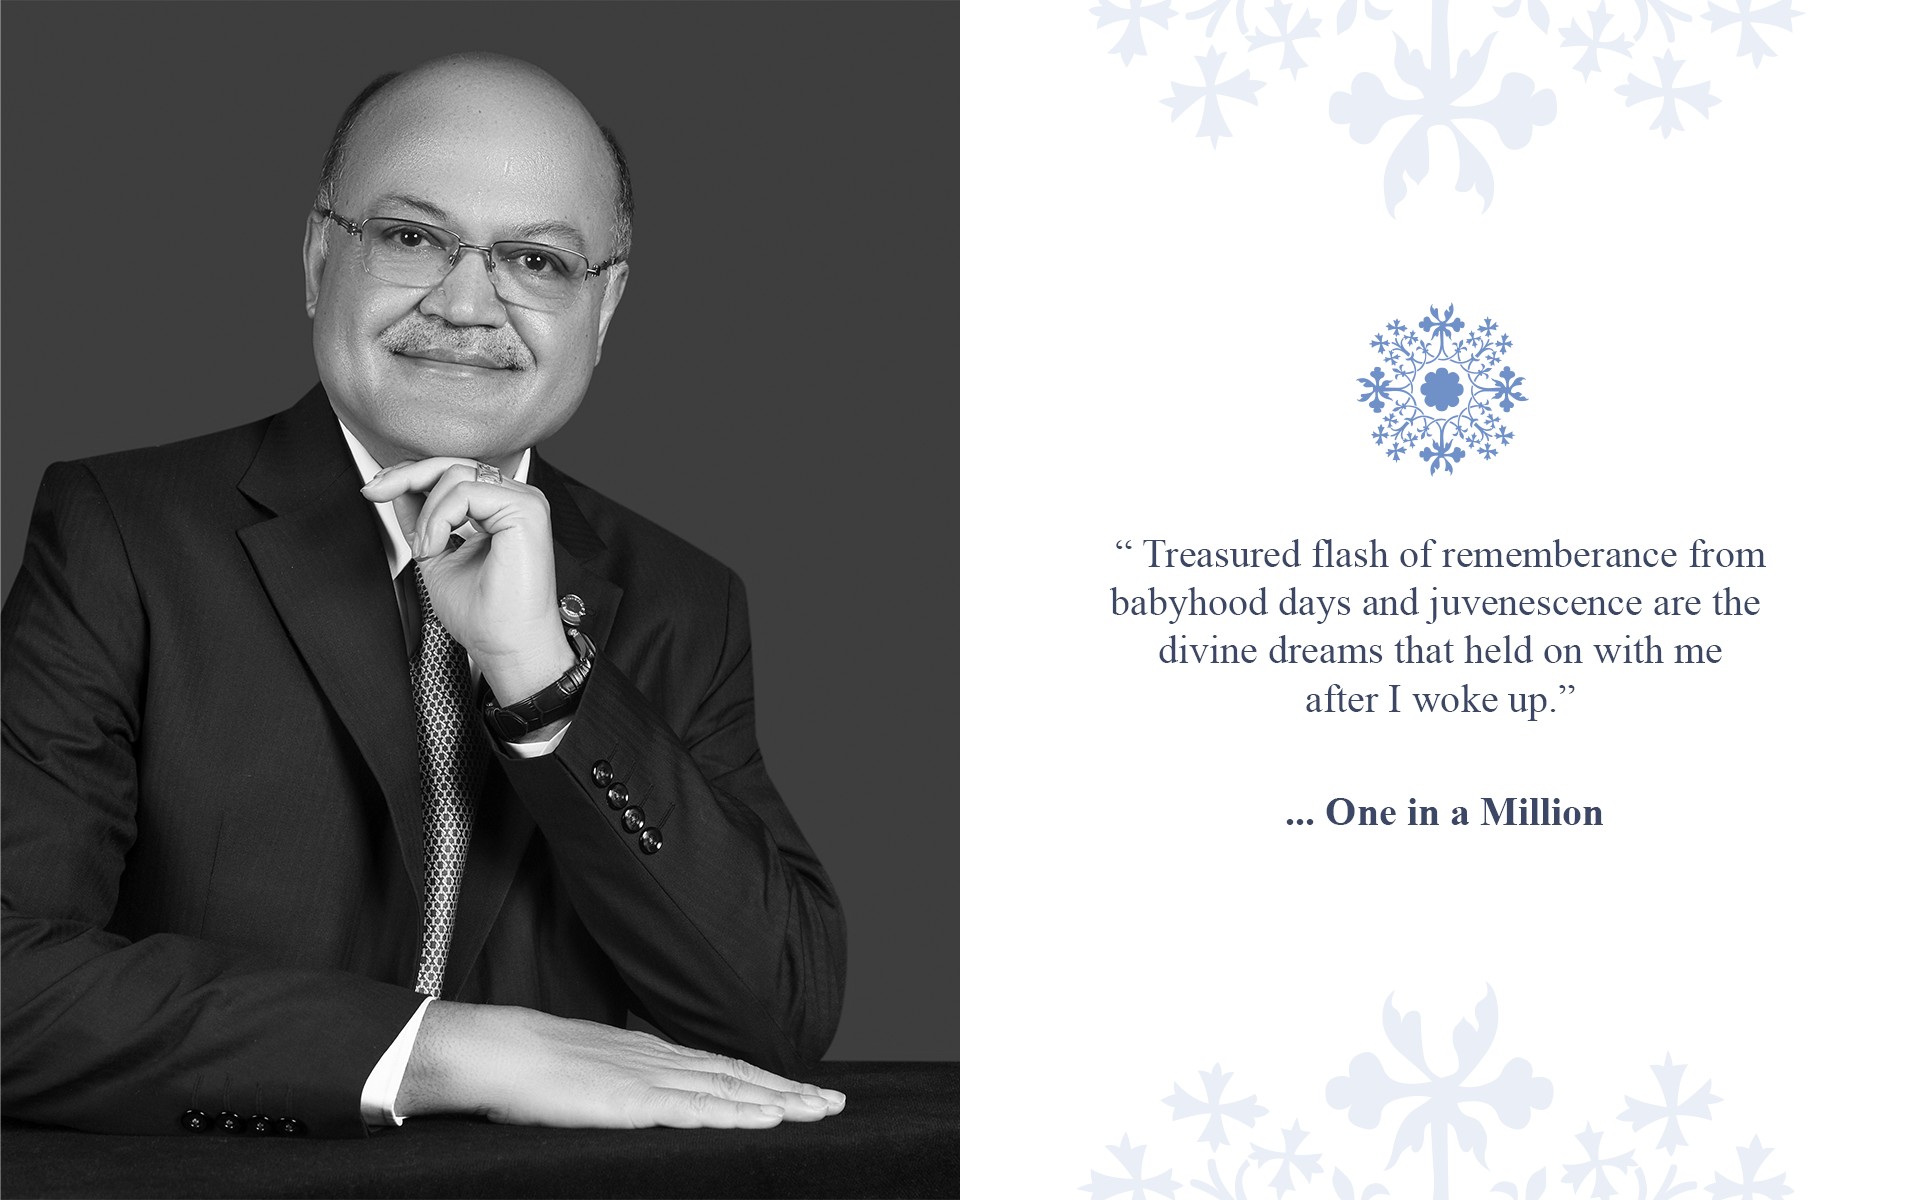 “ Treasured flash of rememberance from
babyhood days and juvenescence are the
divine dreams that held on with me
after I woke up.”
... One in a Million